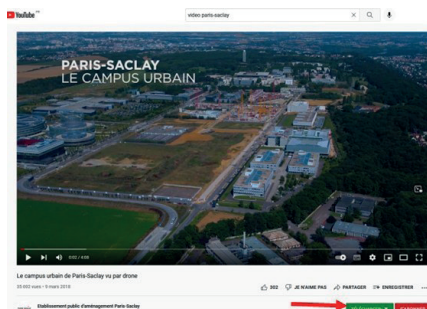 YouTube
video paris-saclay
PARIS-SACLAY
LE CAMPUS URBAIN
Le campus urbain de Paris-Saclay vu par drone
202
JE N'AIME PAS
PARTAGER
ENREGISTRER
...
Etablissement public d'aménagement Paris-Saclay